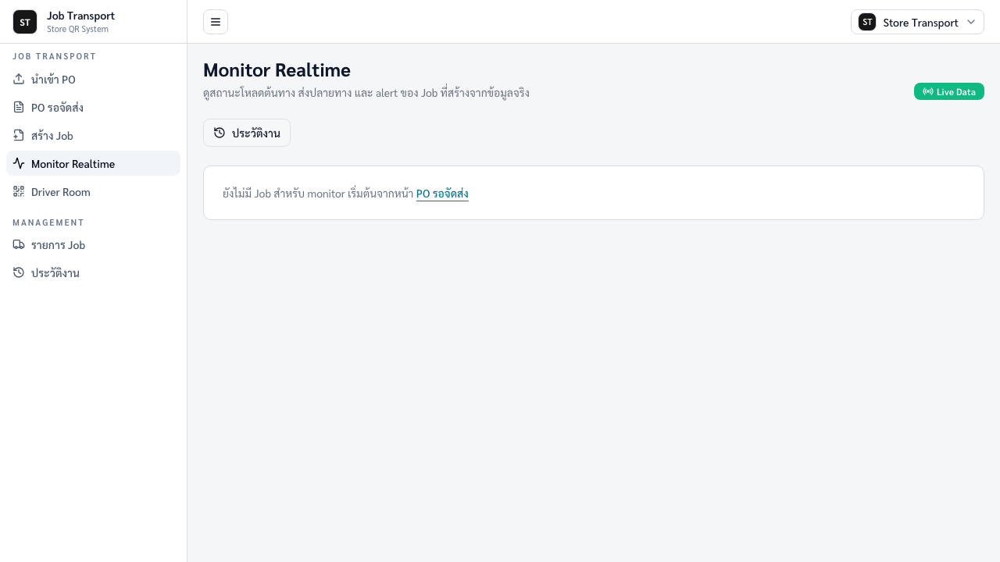 ST
Job Transport
Store QR System
JOB TRANSPORT
นำเข้า PO
PO รอจัดส่ง
สร้าง Job
Monitor Realtime
Driver Room
MANAGEMENT
รายการ Job
ประวัติงาน
ST Store Transport
Monitor Realtime
ดูสถานะโหลดต้นทาง ส่งปลายทาง และ alert ของ Job ที่สร้างจากข้อมูลจริง
Live Data
ประวัติงาน
ยังไม่มี Job สำหรับ monitor เริ่มต้นจากหน้า PO รอจัดส่ง